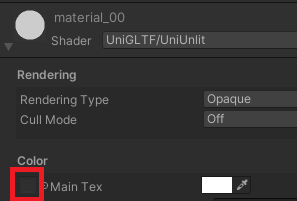 material_00
Shader UniGLTF/UniUnlit
Rendering
Rendering Type Opaque
Cull Mode Off
Color
Main Tex